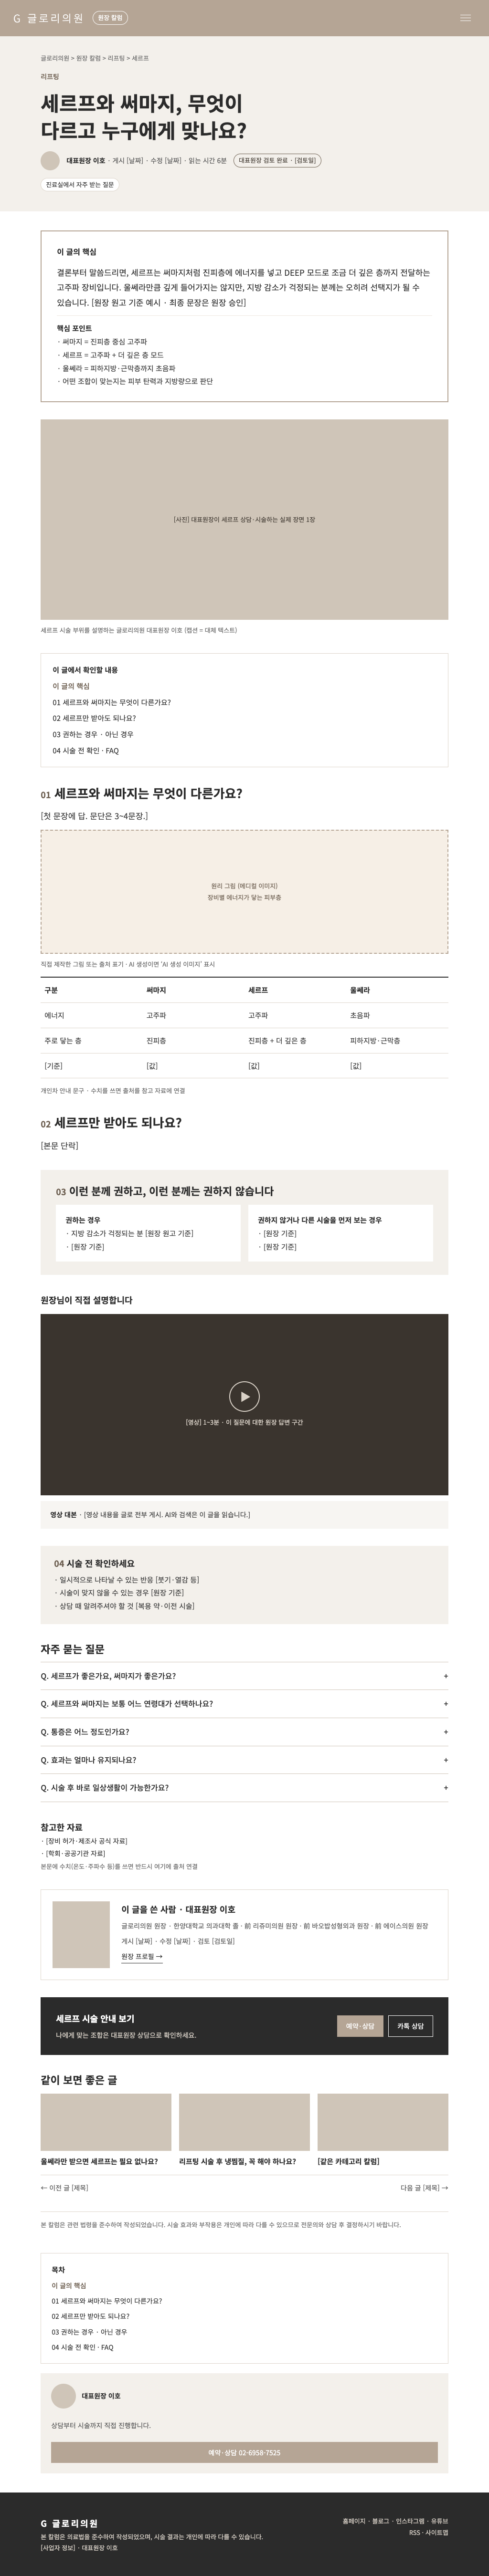 G 글로리의원 원장 칼럼
글로리의원 > 원장 칼럼 > 리프팅 > 세르프
리프팅
세르프와 써마지, 무엇이
다르고 누구에게 맞나요?
대표원장 이호 · 게시 [날짜] · 수정 [날짜] · 읽는 시간 6분 대표원장 검토 완료 · [검토일]
진료실에서 자주 받는 질문
이 글의 핵심
결론부터 말씀드리면, 세르프는 써마지처럼 진피층에 에너지를 넣고 DEEP 모드로 조금 더 깊은 층까지 전달하는
고주파 장비입니다. 울쎄라만큼 깊게 들어가지는 않지만, 지방 감소가 걱정되는 분께는 오히려 선택지가 될 수
있습니다. [원장 원고 기준 예시 · 최종 문장은 원장 승인]
핵심 포인트
· 써마지 = 진피층 중심 고주파
· 세르프 = 고주파 + 더 깊은 층 모드
· 울쎄라 = 피하지방·근막층까지 초음파
· 어떤 조합이 맞는지는 피부 탄력과 지방량으로 판단
[사진] 대표원장이 세르프 상담·시술하는 실제 장면 1장
세르프 시술 부위를 설명하는 글로리의원 대표원장 이호 (캡션 = 대체 텍스트)
이 글에서 확인할 내용
이 글의 핵심
01 세르프와 써마지는 무엇이 다른가요?
02 세르프만 받아도 되나요?
03 권하는 경우 · 아닌 경우
04 시술 전 확인 · FAQ
01 세르프와 써마지는 무엇이 다른가요?
[첫 문장에 답. 문단은 3~4문장.]
원리 그림 (메디컬 이미지)
장비별 에너지가 닿는 피부층
직접 제작한 그림 또는 출처 표기 · AI 생성이면 'AI 생성 이미지' 표시
구분 써마지 세르프 울쎄라
에너지 고주파 고주파 초음파
주로 닿는 층 진피층 진피층 + 더 깊은 층 피하지방·근막층
[기준] [값] [값] [값]
개인차 안내 문구 · 수치를 쓰면 출처를 참고 자료에 연결
02 세르프만 받아도 되나요?
[본문 단락]
03 이런 분께 권하고, 이런 분께는 권하지 않습니다
권하는 경우
· 지방 감소가 걱정되는 분 [원장 원고 기준]
· [원장 기준]
권하지 않거나 다른 시술을 먼저 보는 경우
· [원장 기준]
· [원장 기준]
원장님이 직접 설명합니다
[영상] 1~3분 · 이 질문에 대한 원장 답변 구간
영상 대본 · [영상 내용을 글로 전부 게시. AI와 검색은 이 글을 읽습니다.]
04 시술 전 확인하세요
· 일시적으로 나타날 수 있는 반응 [붓기·열감 등]
· 시술이 맞지 않을 수 있는 경우 [원장 기준]
· 상담 때 알려주셔야 할 것 [복용 약·이전 시술]
자주 묻는 질문
Q. 세르프가 좋은가요, 써마지가 좋은가요? +
Q. 세르프와 써마지는 보통 어느 연령대가 선택하나요? +
Q. 통증은 어느 정도인가요? +
Q. 효과는 얼마나 유지되나요? +
Q. 시술 후 바로 일상생활이 가능한가요? +
참고한 자료
· [장비 허가·제조사 공식 자료]
· [학회·공공기관 자료]
본문에 수치(온도·주파수 등)를 쓰면 반드시 여기에 출처 연결
이 글을 쓴 사람 · 대표원장 이호
글로리의원 원장 · 한양대학교 의과대학 졸 · 前 리쥬미의원 원장 · 前 바오밥성형외과 원장 · 前 에이스의원 원장
게시 [날짜] · 수정 [날짜] · 검토 [검토일]
원장 프로필 →
세르프 시술 안내 보기
나에게 맞는 조합은 대표원장 상담으로 확인하세요.
예약·상담 카톡 상담
같이 보면 좋은 글
울쎄라만 받으면 세르프는 필요 없나요?
리프팅 시술 후 냉찜질, 꼭 해야 하나요?
[같은 카테고리 칼럼]
← 이전 글 [제목] 다음 글 [제목] →
본 칼럼은 관련 법령을 준수하여 작성되었습니다. 시술 효과와 부작용은 개인에 따라 다를 수 있으므로 전문의와 상담 후 결정하시기 바랍니다.
목차
이 글의 핵심
01 세르프와 써마지는 무엇이 다른가요?
02 세르프만 받아도 되나요?
03 권하는 경우 · 아닌 경우
04 시술 전 확인 · FAQ
대표원장 이호
상담부터 시술까지 직접 진행합니다.
예약·상담 02-6958-7525
G 글로리의원
본 칼럼은 의료법을 준수하여 작성되었으며, 시술 결과는 개인에 따라 다를 수 있습니다.
[사업자 정보] · 대표원장 이호
홈페이지 · 블로그 · 인스타그램 · 유튜브
RSS · 사이트맵